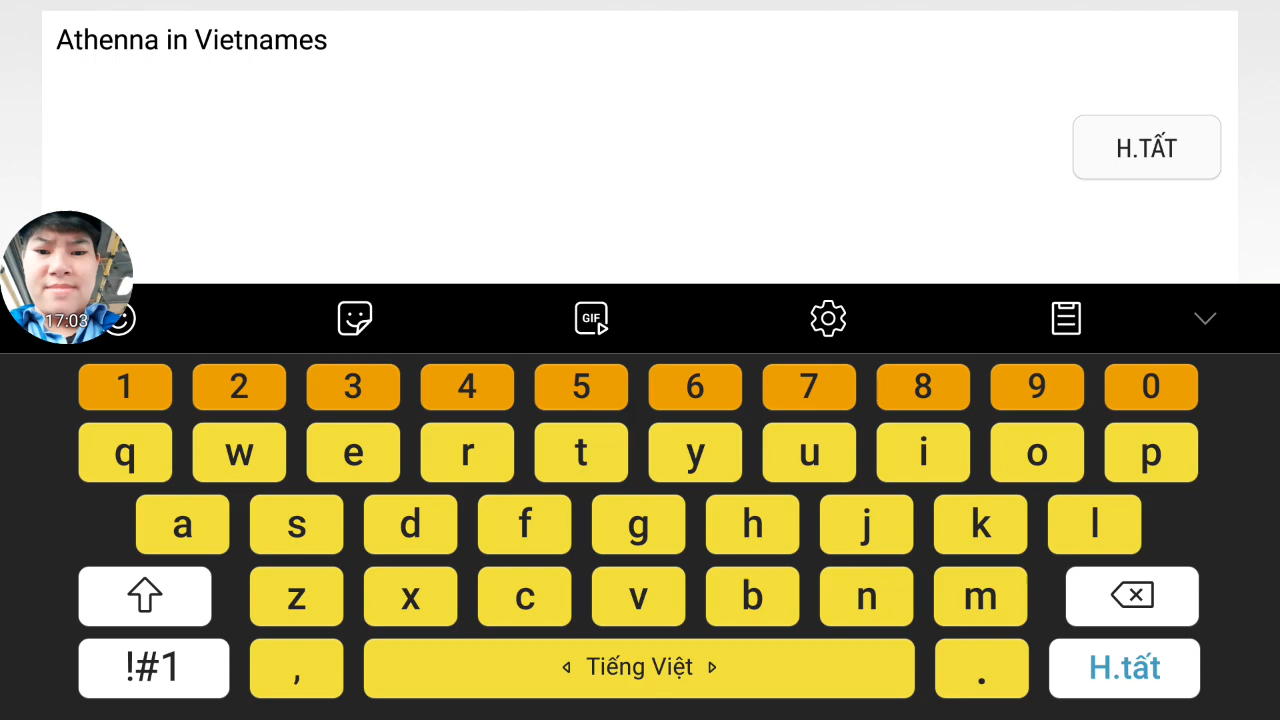 Athenna in Vietnames
H.TẤT
17:03
GIF
1 2 3 4 5 6 7 8 9 0
q w e r t y u i o p
a s d f g h j k l
z x c v b n m
!#1 , Tiếng Việt . H.tất